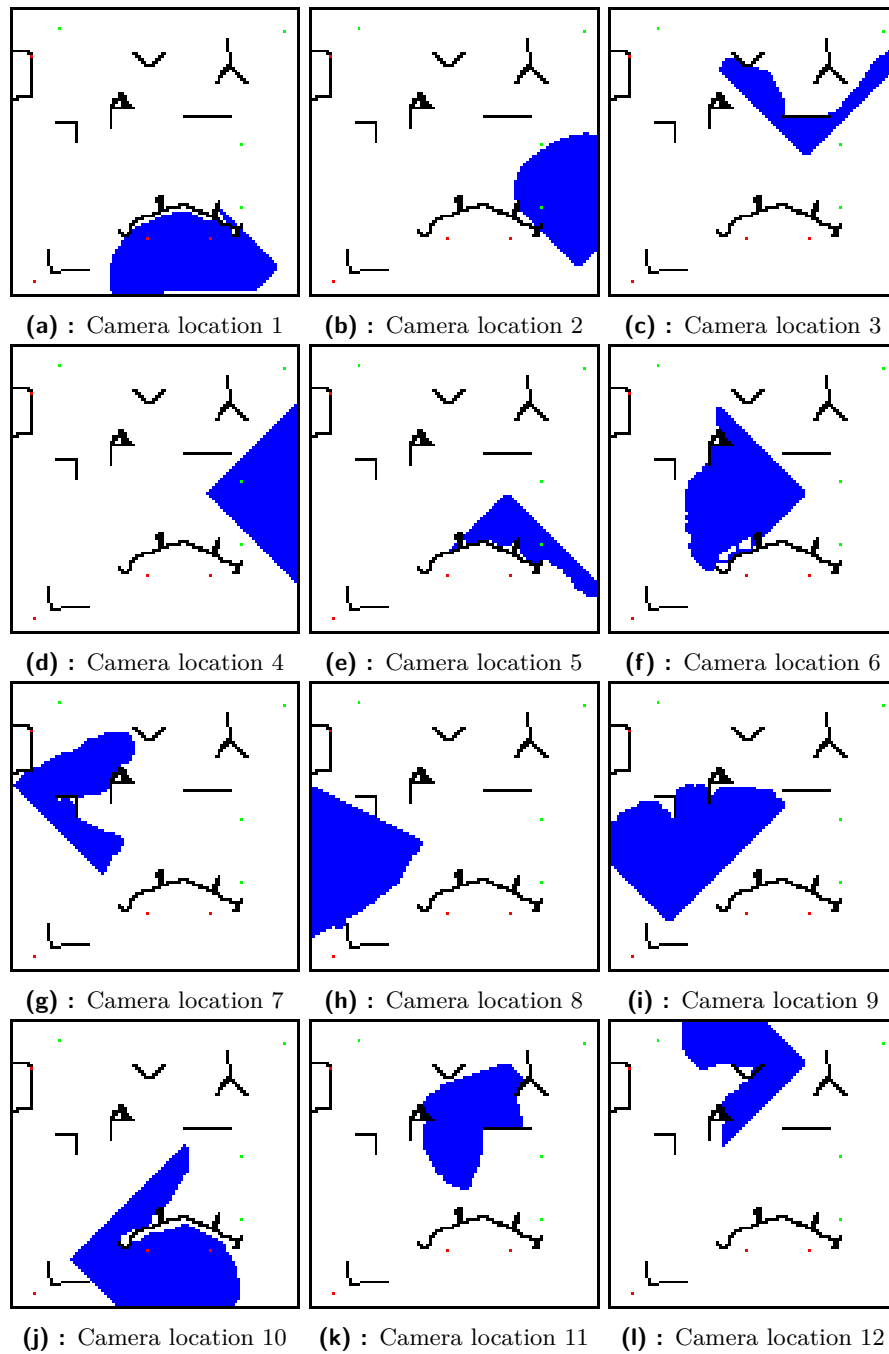 (a) : Camera location 1
(b) : Camera location 2
(c) : Camera location 3
(d) : Camera location 4
(e) : Camera location 5
(f) : Camera location 6
(g) : Camera location 7
(h) : Camera location 8
(i) : Camera location 9
(j) : Camera location 10
(k) : Camera location 11
(l) : Camera location 12